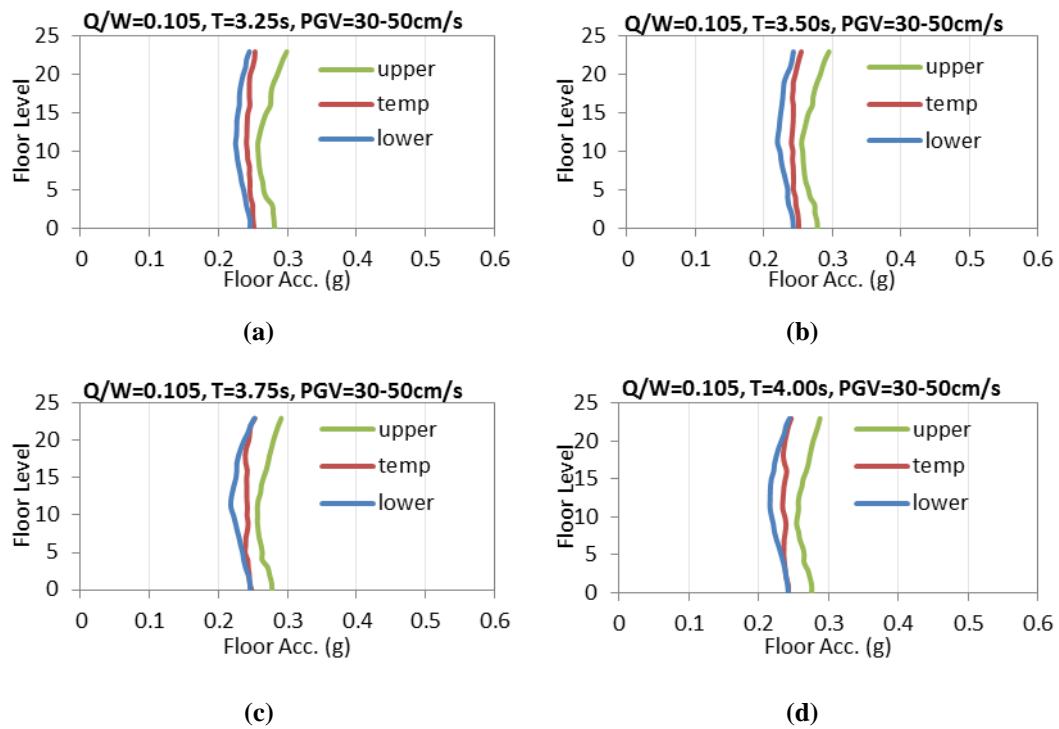 Q/W=0.105, T=3.25s, PGV=30-50cm/s
25
20
15
10
5
0
Floor Level
upper
temp
lower
0 0.1 0.2 0.3 0.4 0.5 0.6
Floor Acc. (g)
(a)
Q/W=0.105, T=3.50s, PGV=30-50cm/s
25
20
15
10
5
0
Floor Level
upper
temp
lower
0 0.1 0.2 0.3 0.4 0.5 0.6
Floor Acc. (g)
(b)
Q/W=0.105, T=3.75s, PGV=30-50cm/s
25
20
15
10
5
0
Floor Level
upper
temp
lower
0 0.1 0.2 0.3 0.4 0.5 0.6
Floor Acc. (g)
(c)
Q/W=0.105, T=4.00s, PGV=30-50cm/s
25
20
15
10
5
0
Floor Level
upper
temp
lower
0 0.1 0.2 0.3 0.4 0.5 0.6
Floor Acc. (g)
(d)